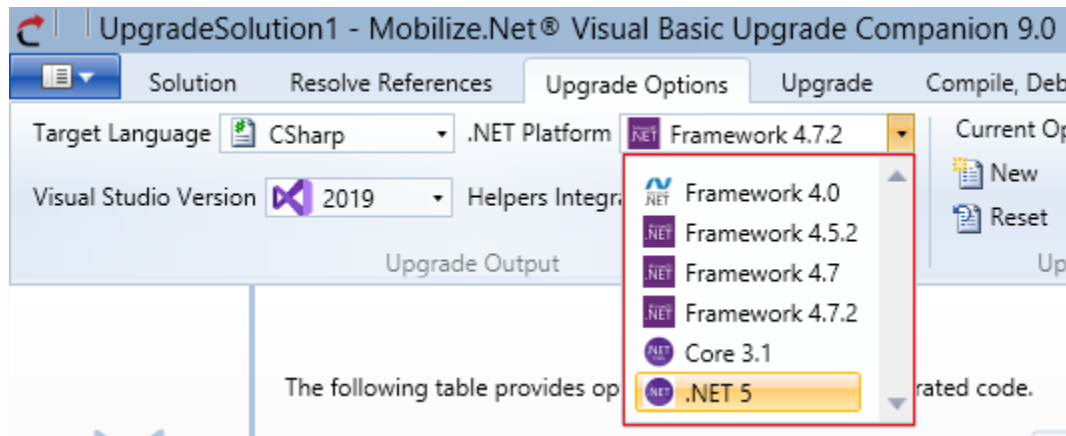 UpgradeSolution1 - Mobilize.Net® Visual Basic Upgrade Companion 9.0
Solution Resolve References Upgrade Options Upgrade Compile, Deb
Target Language CSharp .NET Platform Framework 4.7.2 Current Op
Framework 4.0
New
Visual Studio Version 2019 Helpers Integr
Framework 4.5.2
Reset
Framework 4.7
Upgrade Output Up
Framework 4.7.2
Core 3.1
.NET 5
The following table provides op rated code.